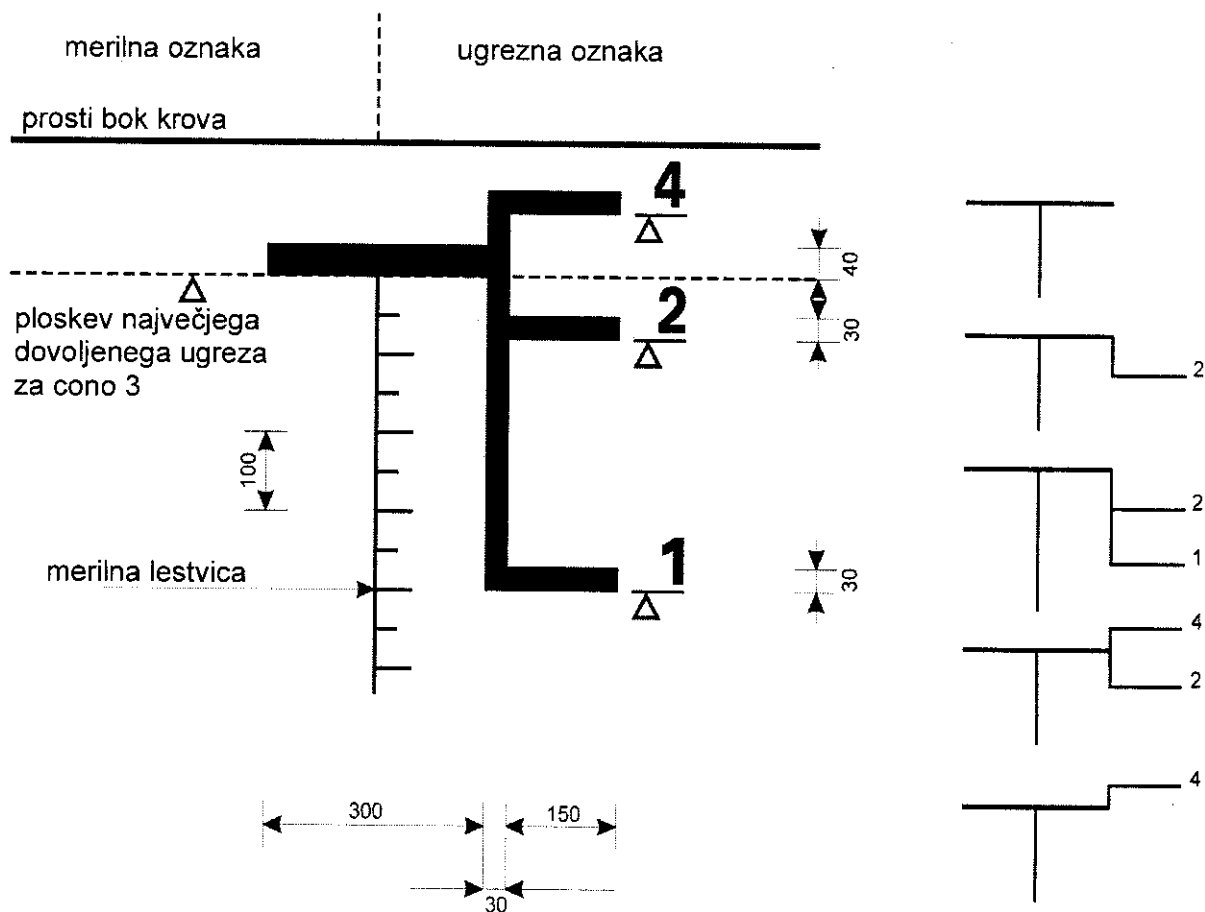 merilna oznaka
ugrezna oznaka
prosti bok krova
4
40
2
30
ploskev največjega
dovoljenega ugreza
za cono 3
100
merilna lestvica
1
30
300
150
30
2
2
1
4
2
4